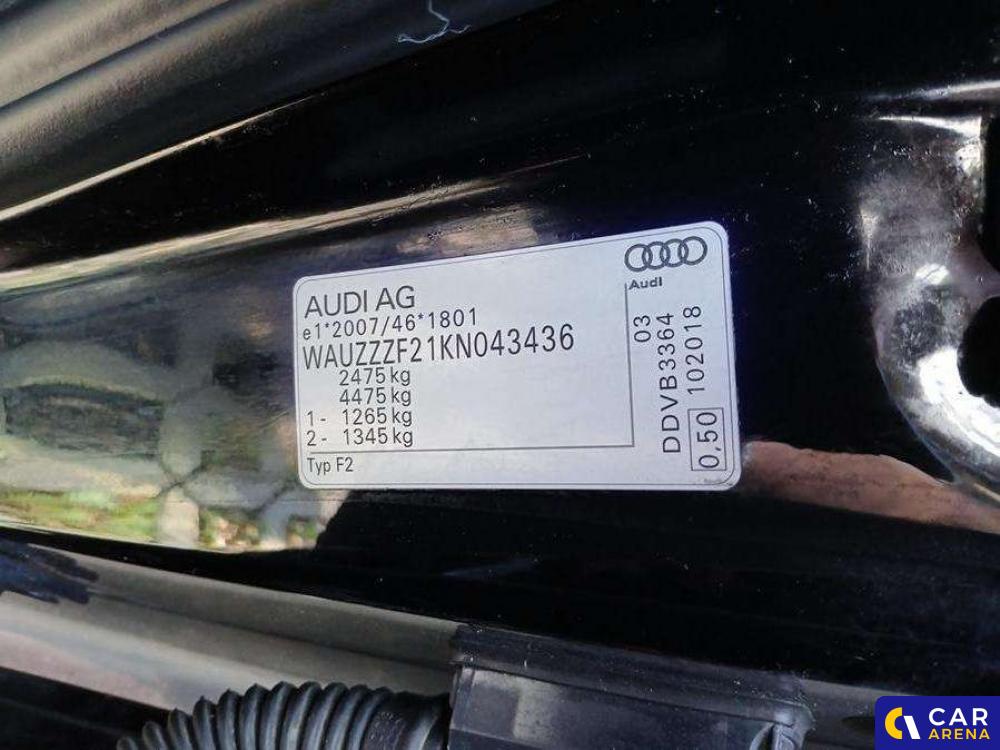 AUDI AG
e1*2007/46*1801
WAUZZZF21KN043436
2475 kg
4475 kg
1 - 1265 kg
2 - 1345 kg
Typ F2
Audi
03
DDVB3364
0,50 102018
CAR
ARENA